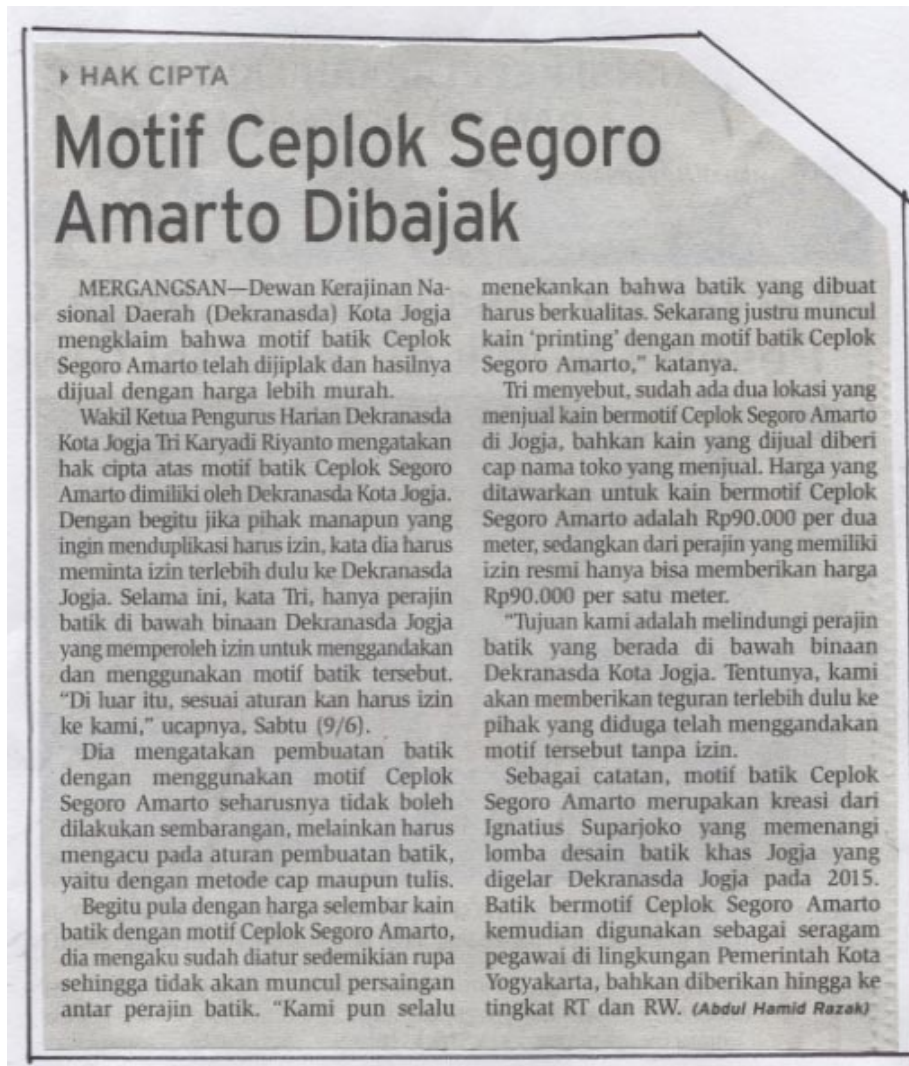 HAK CIPTA
Motif Ceplok Segoro
Amarto Dibajak
MERGANGSAN—Dewan Kerajinan Na-
sional Daerah (Dekranasda) Kota Jogja
mengklaim bahwa motif batik Ceplok
Segoro Amarto telah dijiplak dan hasilnya
dijual dengan harga lebih murah.
Wakil Ketua Pengurus Harian Dekranasda
Kota Jogja Tri Karyadi Riyanto mengatakan
hak cipta atas motif batik Ceplok Segoro
Amarto dimiliki oleh Dekranasda Kota Jogja.
Dengan begitu jika pihak manapun yang
ingin menduplikasi harus izin, kata dia harus
meminta izin terlebih dulu ke Dekranasda
Jogja. Selama ini, kata Tri, hanya perajin
batik di bawah binaan Dekranasda Jogja
yang memperoleh izin untuk menggandakan
dan menggunakan motif batik tersebut.
“Di luar itu, sesuai aturan kan harus izin
ke kami,” ucapnya, Sabtu (9/6).
Dia mengatakan pembuatan batik
dengan menggunakan motif Ceplok
Segoro Amarto seharusnya tidak boleh
dilakukan sembarangan, melainkan harus
mengacu pada aturan pembuatan batik,
yaitu dengan metode cap maupun tulis.
Begitu pula dengan harga selembar kain
batik dengan motif Ceplok Segoro Amarto,
dia mengaku sudah diatur sedemikian rupa
sehingga tidak akan muncul persaingan
antar perajin batik. “Kami pun selalu
menekankan bahwa batik yang dibuat
harus berkualitas. Sekarang justru muncul
kain ‘printing’ dengan motif batik Ceplok
Segoro Amarto,” katanya.
Tri menyebut, sudah ada dua lokasi yang
menjual kain bermotif Ceplok Segoro Amarto
di Jogja, bahkan kain yang dijual diberi
cap nama toko yang menjual. Harga yang
ditawarkan untuk kain bermotif Ceplok
Segoro Amarto adalah Rp90.000 per dua
meter, sedangkan dari perajin yang memiliki
izin resmi hanya bisa memberikan harga
Rp90.000 per satu meter.
“Tujuan kami adalah melindungi perajin
batik yang berada di bawah binaan
Dekranasda Kota Jogja. Tentunya, kami
akan memberikan teguran terlebih dulu ke
pihak yang diduga telah menggandakan
motif tersebut tanpa izin.
Sebagai catatan, motif batik Ceplok
Segoro Amarto merupakan kreasi dari
Ignatius Suparjoko yang memenangi
lomba desain batik khas Jogja yang
digelar Dekranasda Jogja pada 2015.
Batik bermotif Ceplok Segoro Amarto
kemudian digunakan sebagai seragam
pegawai di lingkungan Pemerintah Kota
Yogyakarta, bahkan diberikan hingga ke
tingkat RT dan RW. (Abdul Hamid Razak)